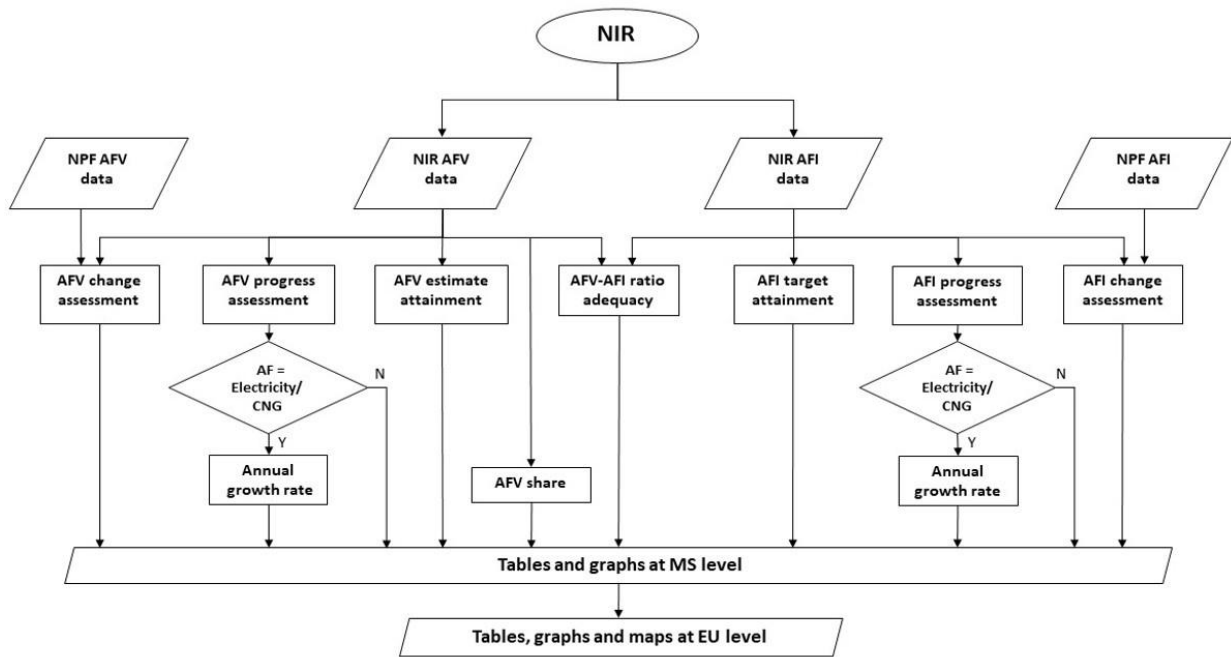 NIR
NPF AFV
data
NIR AFV
data
NIR AFI
data
NPF AFI
data
AFV change
assessment
AFV progress
assessment
AFV estimate
attainment
AFV-AFI ratio
adequacy
AFI target
attainment
AFI progress
assessment
AFI change
assessment
AF =
Electricity/
CNG
N
Y
AF =
Electricity/
CNG
N
Y
Annual
growth rate
AFV share
Annual
growth rate
Tables and graphs at MS level
Tables, graphs and maps at EU level